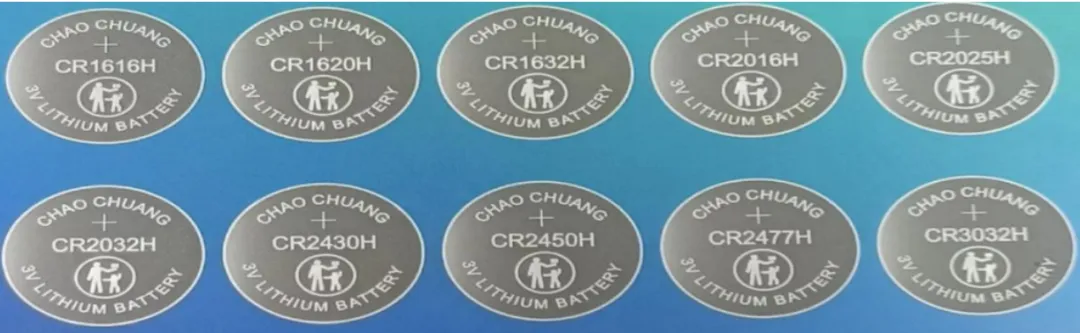 CHAO CHUANG
+
CR1616H
3V LITHIUM BATTERY
CHAO CHUANG
+
CR1620H
3V LITHIUM BATTERY
CHAO CHUANG
+
CR1632H
3V LITHIUM BATTERY
CHAO CHUANG
+
CR2016H
3V LITHIUM BATTERY
CHAO CHUANG
+
CR2025H
3V LITHIUM BATTERY
CHAO CHUANG
+
CR2032H
3V LITHIUM BATTERY
CHAO CHUANG
+
CR2430H
3V LITHIUM BATTERY
CHAO CHUANG
+
CR2450H
3V LITHIUM BATTERY
CHAO CHUANG
+
CR2477H
3V LITHIUM BATTERY
CHAO CHUANG
+
CR3032H
3V LITHIUM BATTERY